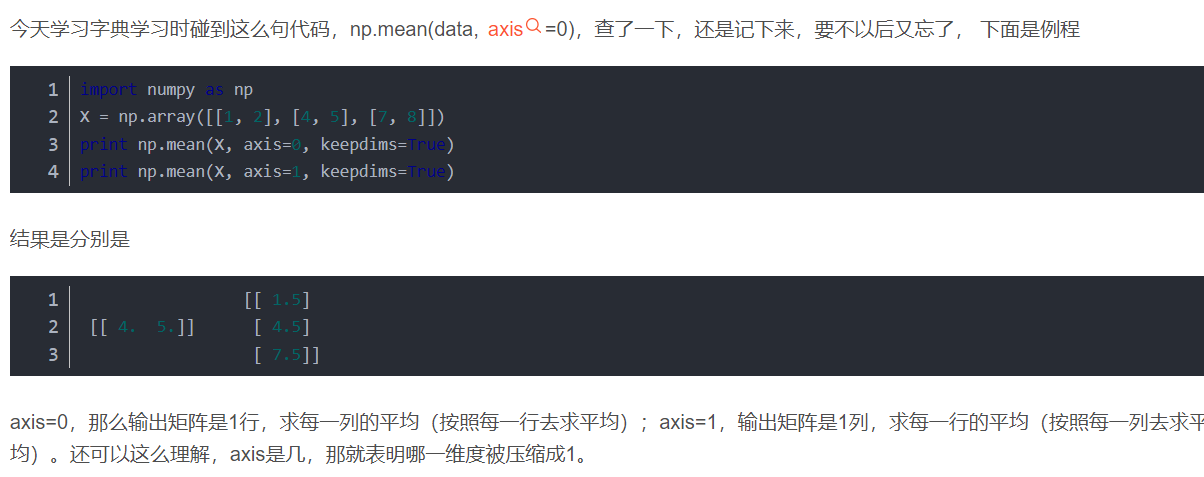 今天学习字典学习时碰到这么句代码，np.mean(data, axis=0)，查了一下，还是记下来，要不以后又忘了， 下面是例程
1 import numpy as np
2 X = np.array([[1, 2], [4, 5], [7, 8]])
3 print np.mean(X, axis=0, keepdims=True)
4 print np.mean(X, axis=1, keepdims=True)
结果是分别是
1 [[ 1.5]
2 [[ 4. 5.]] [ 4.5]
3 [ 7.5]]
axis=0，那么输出矩阵是1行，求每一列的平均（按照每一行去求平均）；axis=1，输出矩阵是1列，求每一行的平均（按照每一列去求平
均）。还可以这么理解，axis是几，那就表明哪一维度被压缩成1。